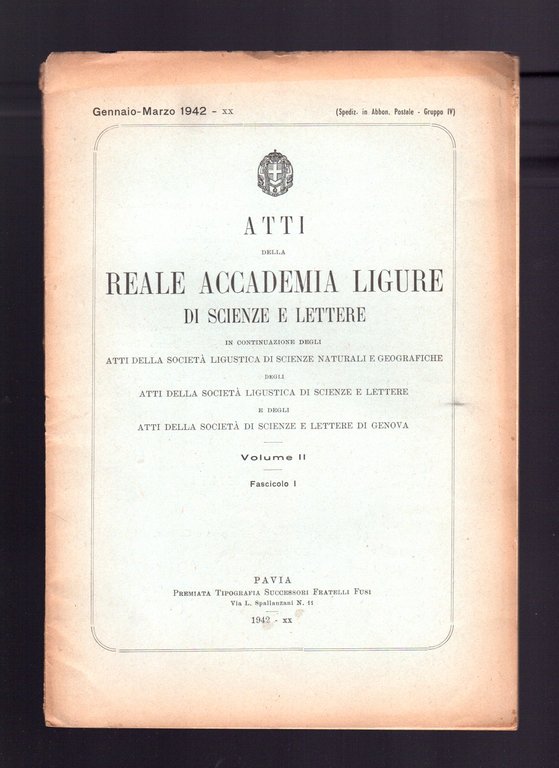 Gennaio-Marzo 1942 - XX
(Spediz. in Abbon. Postale - Gruppo IV)
ATTI
DELLA
REALE ACCADEMIA LIGURE
DI SCIENZE E LETTERE
IN CONTINUAZIONE DEGLI
ATTI DELLA SOCIETÀ LIGUSTICA DI SCIENZE NATURALI E GEOGRAFICHE
DEGLI
ATTI DELLA SOCIETÀ LIGUSTICA DI SCIENZE E LETTERE
E DEGLI
ATTI DELLA SOCIETÀ DI SCIENZE E LETTERE DI GENOVA
Volume II
Fascicolo I
PAVIA
PREMIATA TIPOGRAFIA SUCCESSORI FRATELLI FUSI
Via L. Spallanzani N. 11
1942 - XX